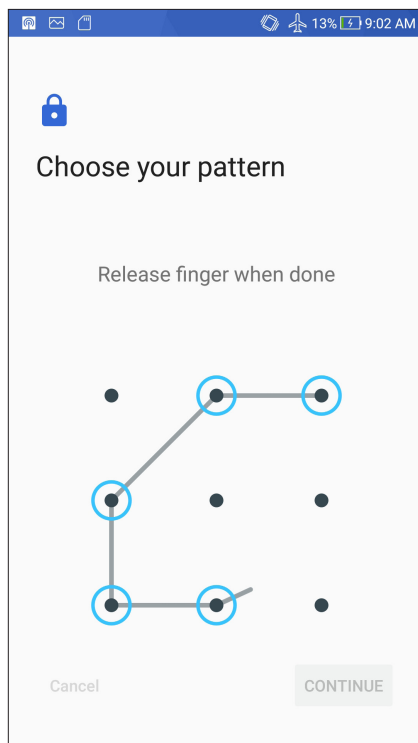 13% 9:02 AM
Choose your pattern
Release finger when done
Cancel CONTINUE